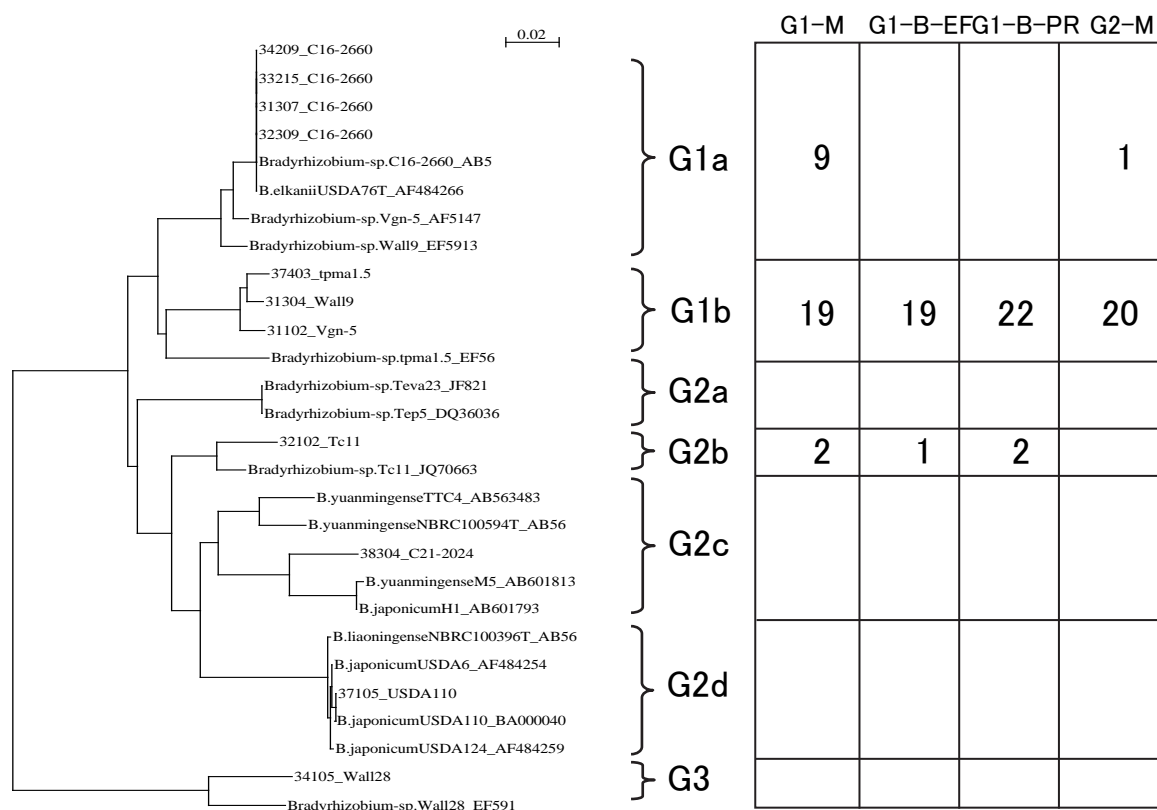 0.02
G1-M G1-B-EF G1-B-PR G2-M
34209_C16-2660
33215_C16-2660
31307_C16-2660
32309_C16-2660
Bradyrhizobium-sp.C16-2660_AB5
B.elkaniiUSDA76T_AF484266
Bradyrhizobium-sp.Vgn-5_AF5147
Bradyrhizobium-sp.Wall9_EF5913
G1a 9 1
37403_tpma1.5
31304_Wall9
31102_Vgn-5
Bradyrhizobium-sp.tpma1.5_EF56
G1b 19 19 22 20
Bradyrhizobium-sp.Teva23_JF821
Bradyrhizobium-sp.Tep5_DQ36036
G2a
32102_Tc11
Bradyrhizobium-sp.Tc11_JQ70663
G2b 2 1 2
B.yuanmingenseTTC4_AB563483
B.yuanmingenseNBRC100594T_AB56
38304_C21-2024
B.yuanmingenseM5_AB601813
B.japonicumH1_AB601793
G2c
B.liaoningenseNBRC100396T_AB56
B.japonicumUSDA6_AF484254
37105_USDA110
B.japonicumUSDA110_BA000040
B.japonicumUSDA124_AF484259
G2d
34105_Wall28
Bradyrhizobium-sp.Wall28_EF591
G3